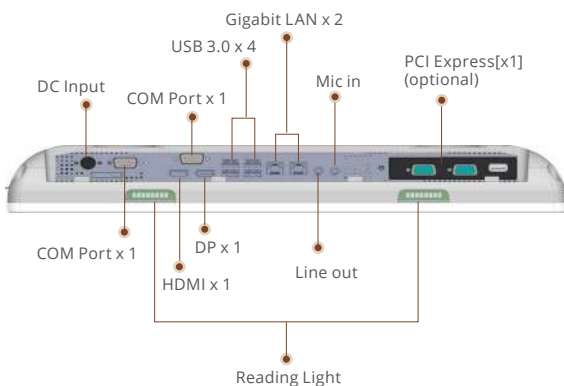 Gigabit LAN x 2
USB 3.0 x 4
PCI Express[x1]
(optional)
DC Input
Mic in
COM Port x 1
COM Port x 1
DP x 1
Line out
HDMI x 1
Reading Light